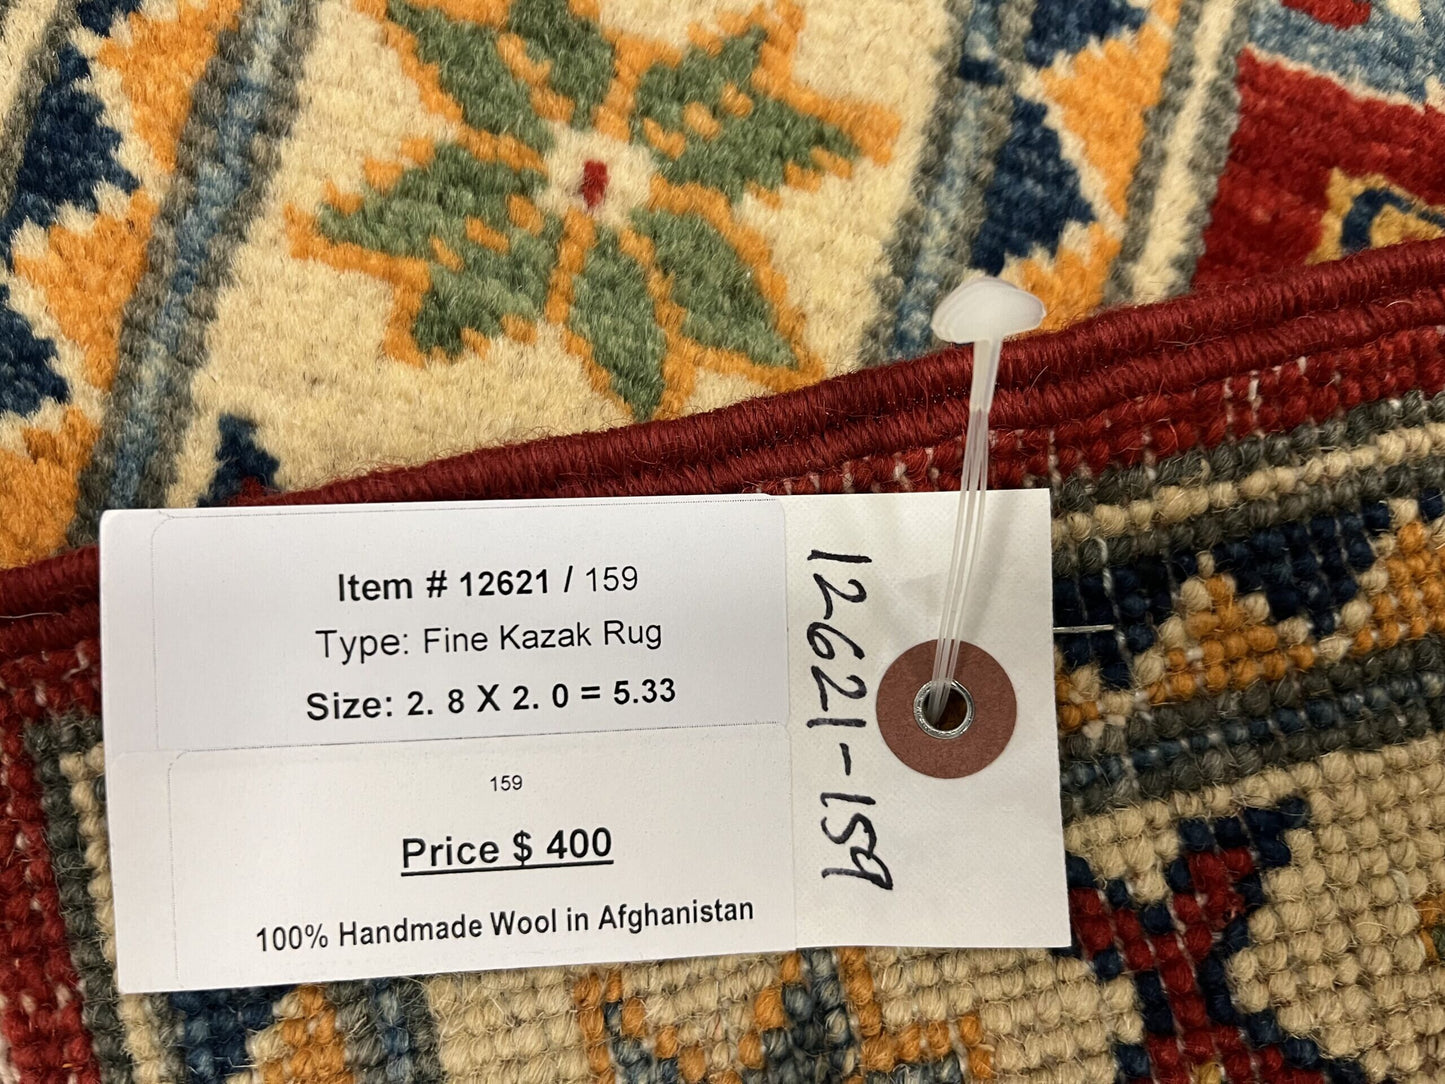 Item # 12621 / 159
Type: Fine Kazak Rug
Size: 2. 8 X 2. 0 = 5.33
159
Price $ 400
100% Handmade Wool in Afghanistan
12621-159